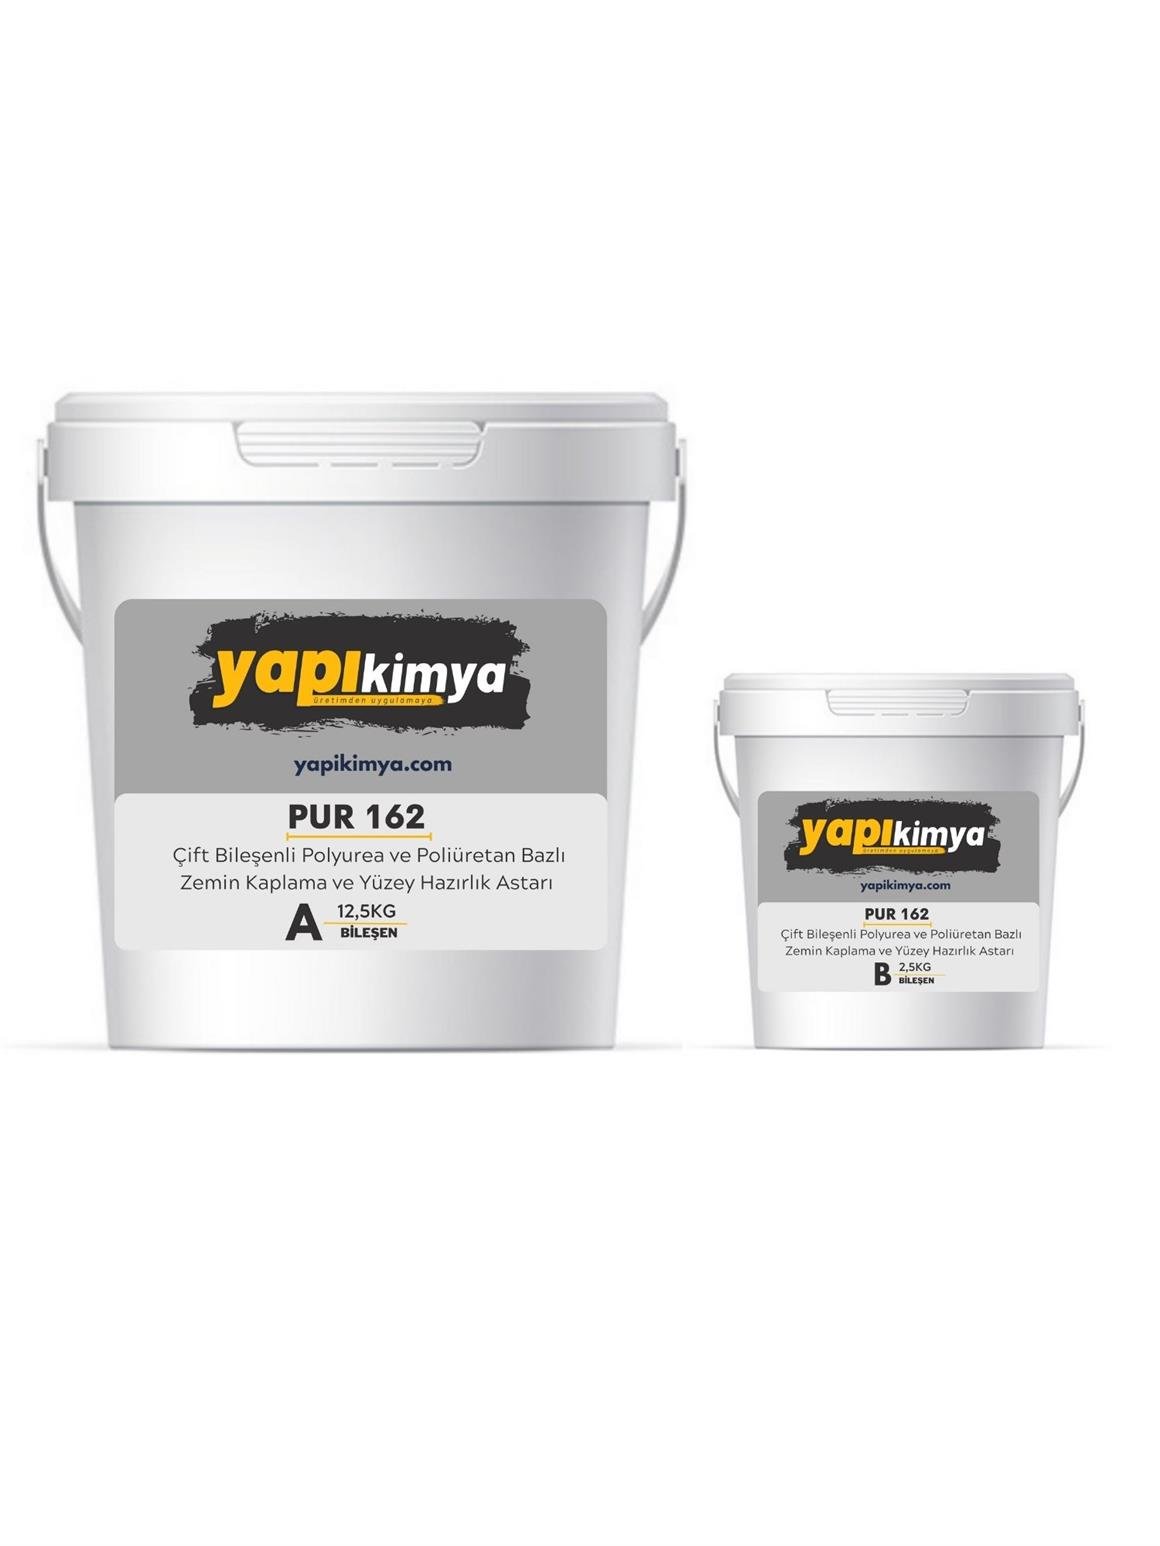 yapıkimya
üretimden uygulamaya
yapikimya.com
PUR 162
Çift Bileşenli Polyurea ve Poliüretan Bazlı
Zemin Kaplama ve Yüzey Hazırlık Astarı
A 12,5KG
BİLEŞEN
yapıkimya
üretimden uygulamaya
yapikimya.com
PUR 162
Çift Bileşenli Polyurea ve Poliüretan Bazlı
Zemin Kaplama ve Yüzey Hazırlık Astarı
B 2,5KG
BİLEŞEN